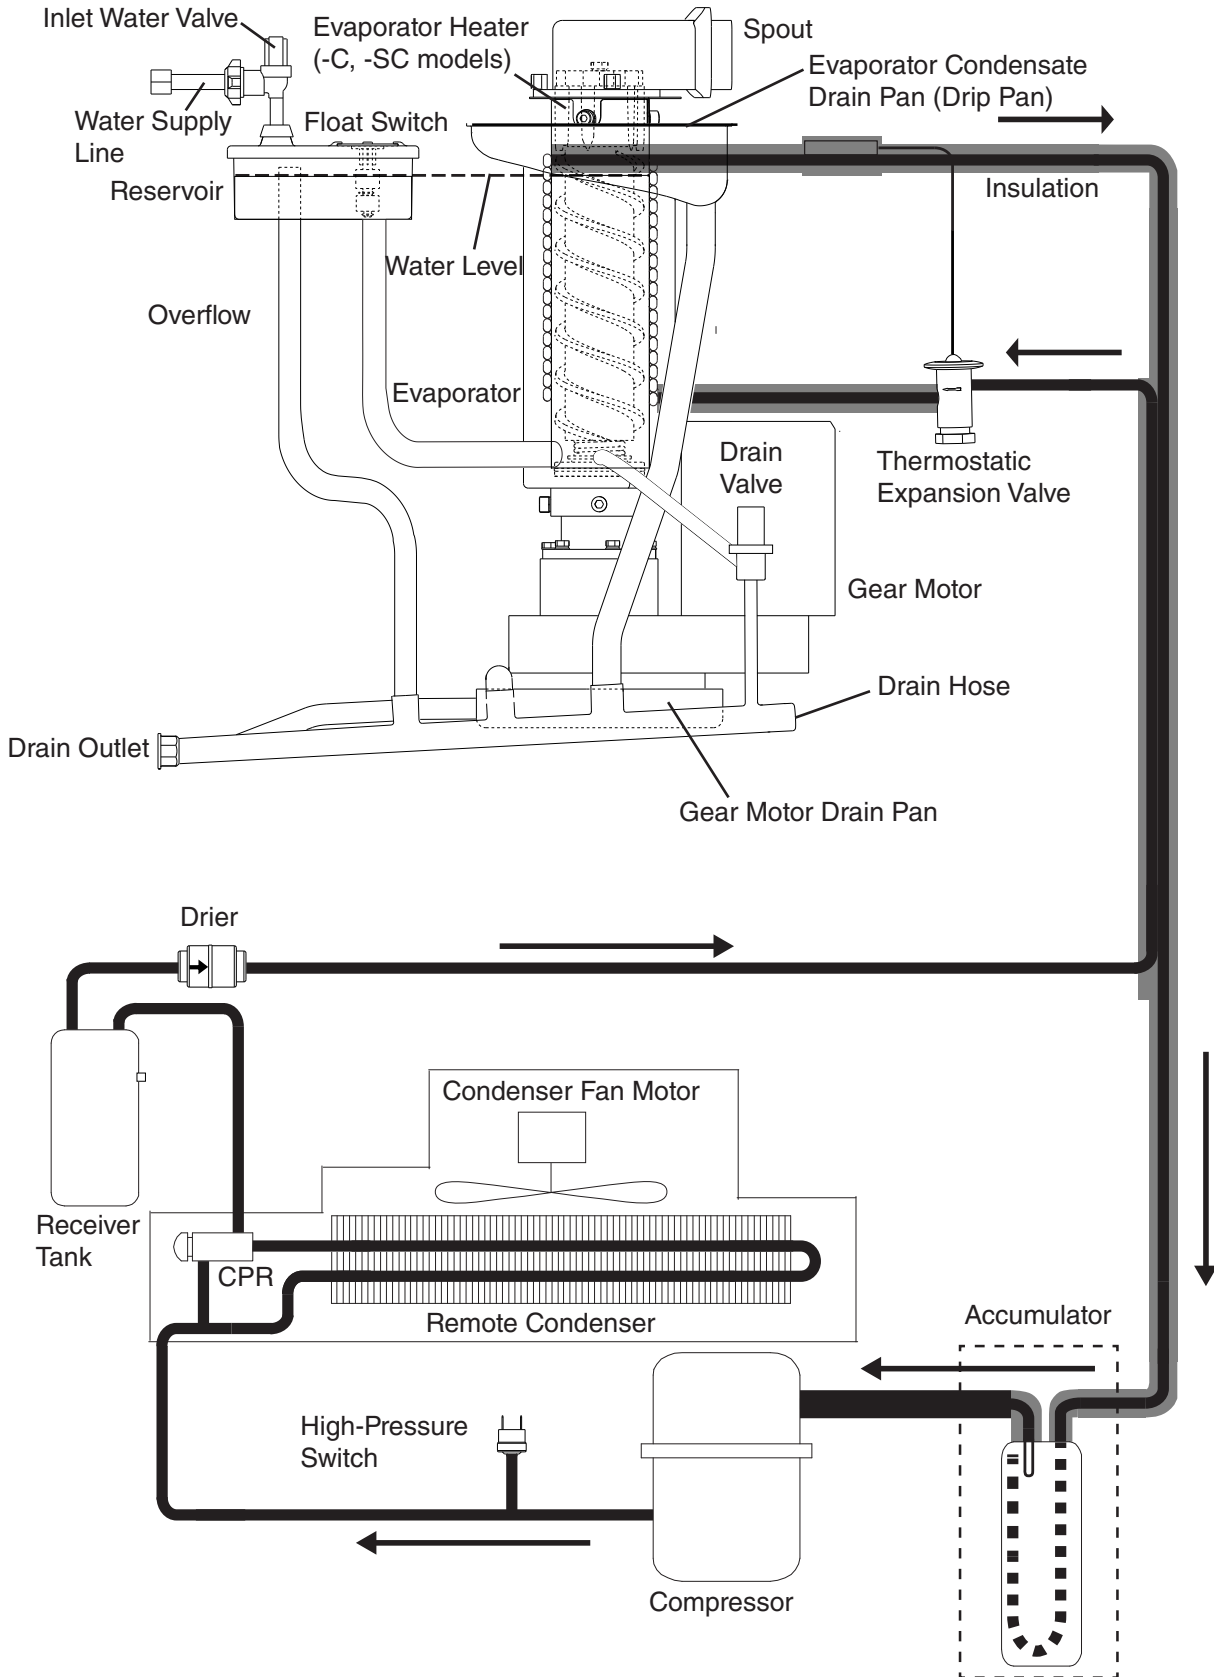 Inlet Water Valve
Evaporator Heater
(-C, -SC models)
Spout
Evaporator Condensate
Drain Pan (Drip Pan)
Water Supply
Line
Float Switch
Reservoir
Insulation
Water Level
Overflow
Evaporator
Drain
Valve
Thermostatic
Expansion Valve
Gear Motor
Drain Hose
Drain Outlet
Gear Motor Drain Pan
Drier
Condenser Fan Motor
Receiver
Tank
CPR
Remote Condenser
Accumulator
High-Pressure
Switch
Compressor